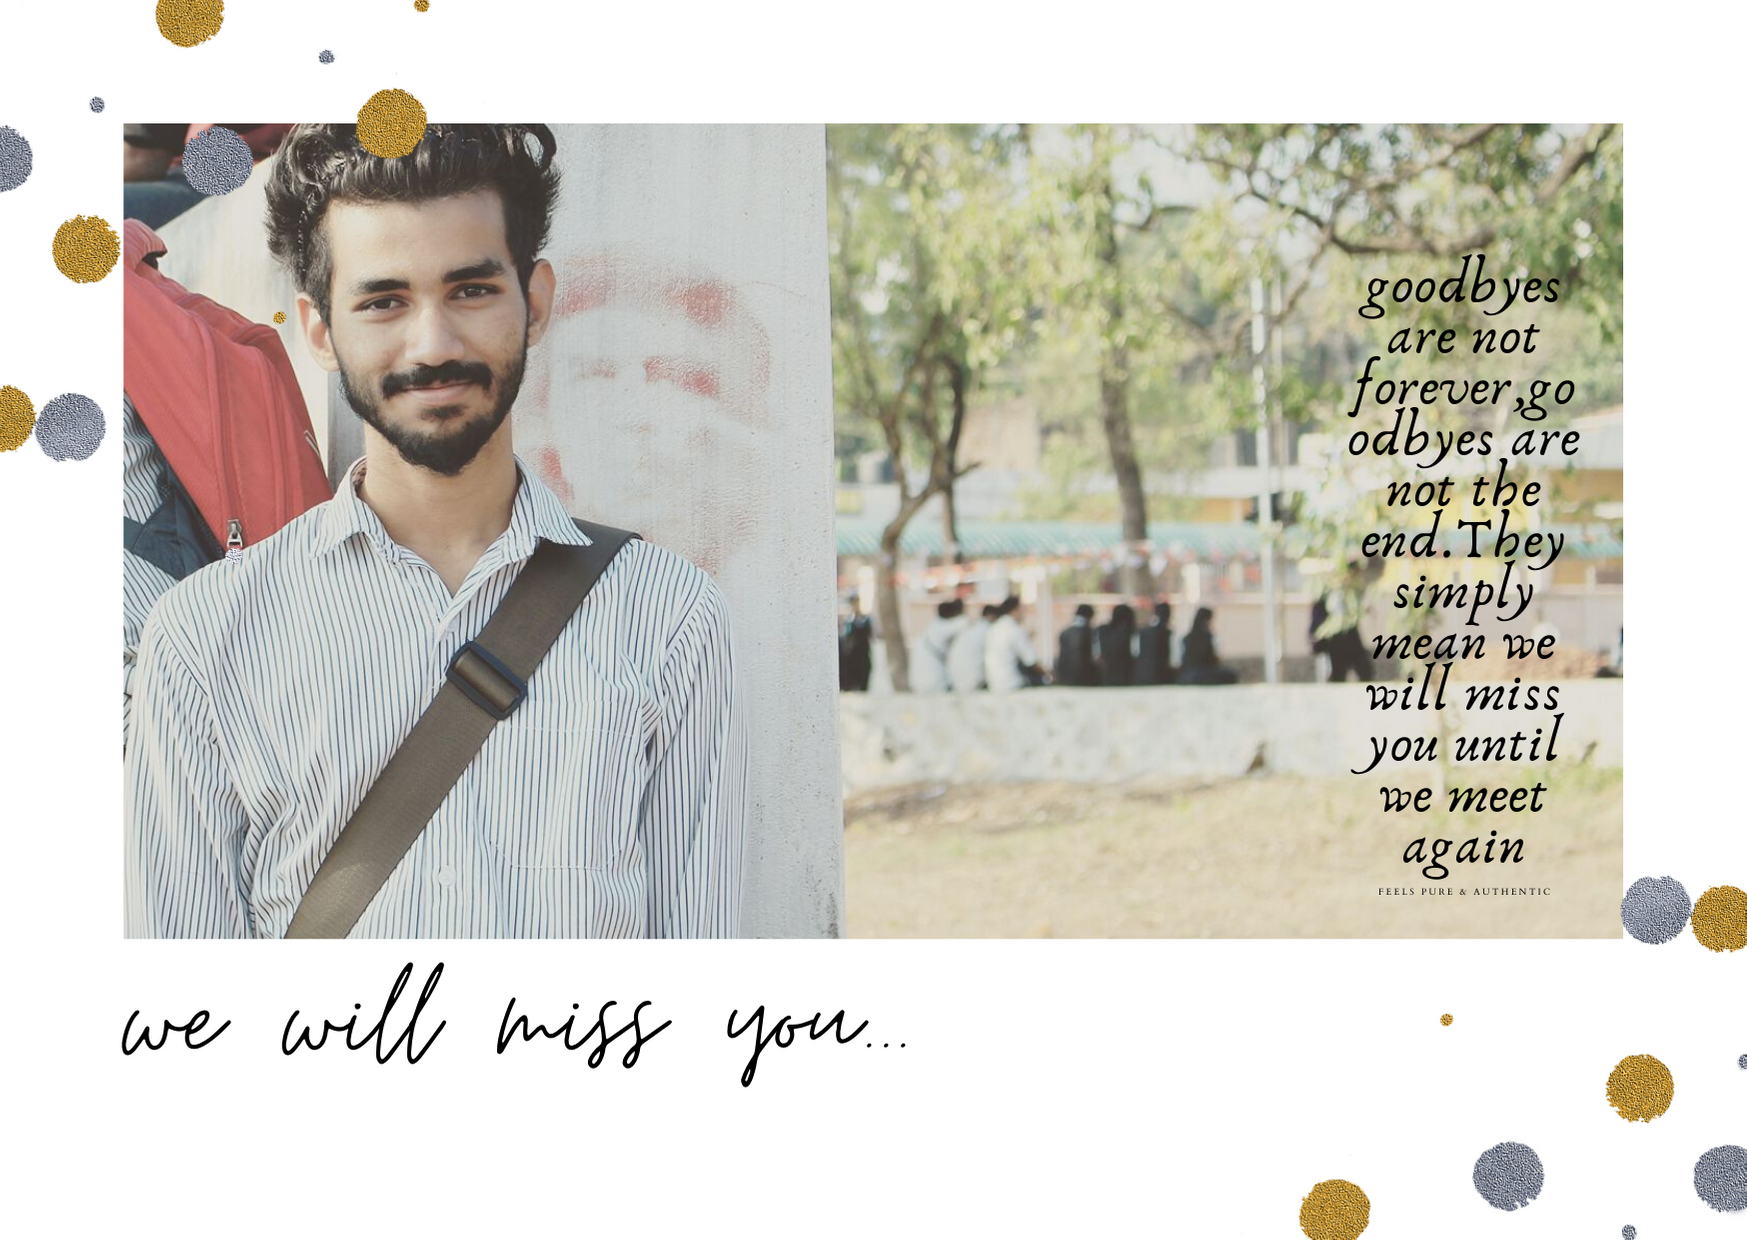 goodbyes
are not
forever,go
odbyes are
not the
end.They
simply
mean we
will miss
you until
we meet
again
FEELS PURE & AUTHENTIC
we will miss you...